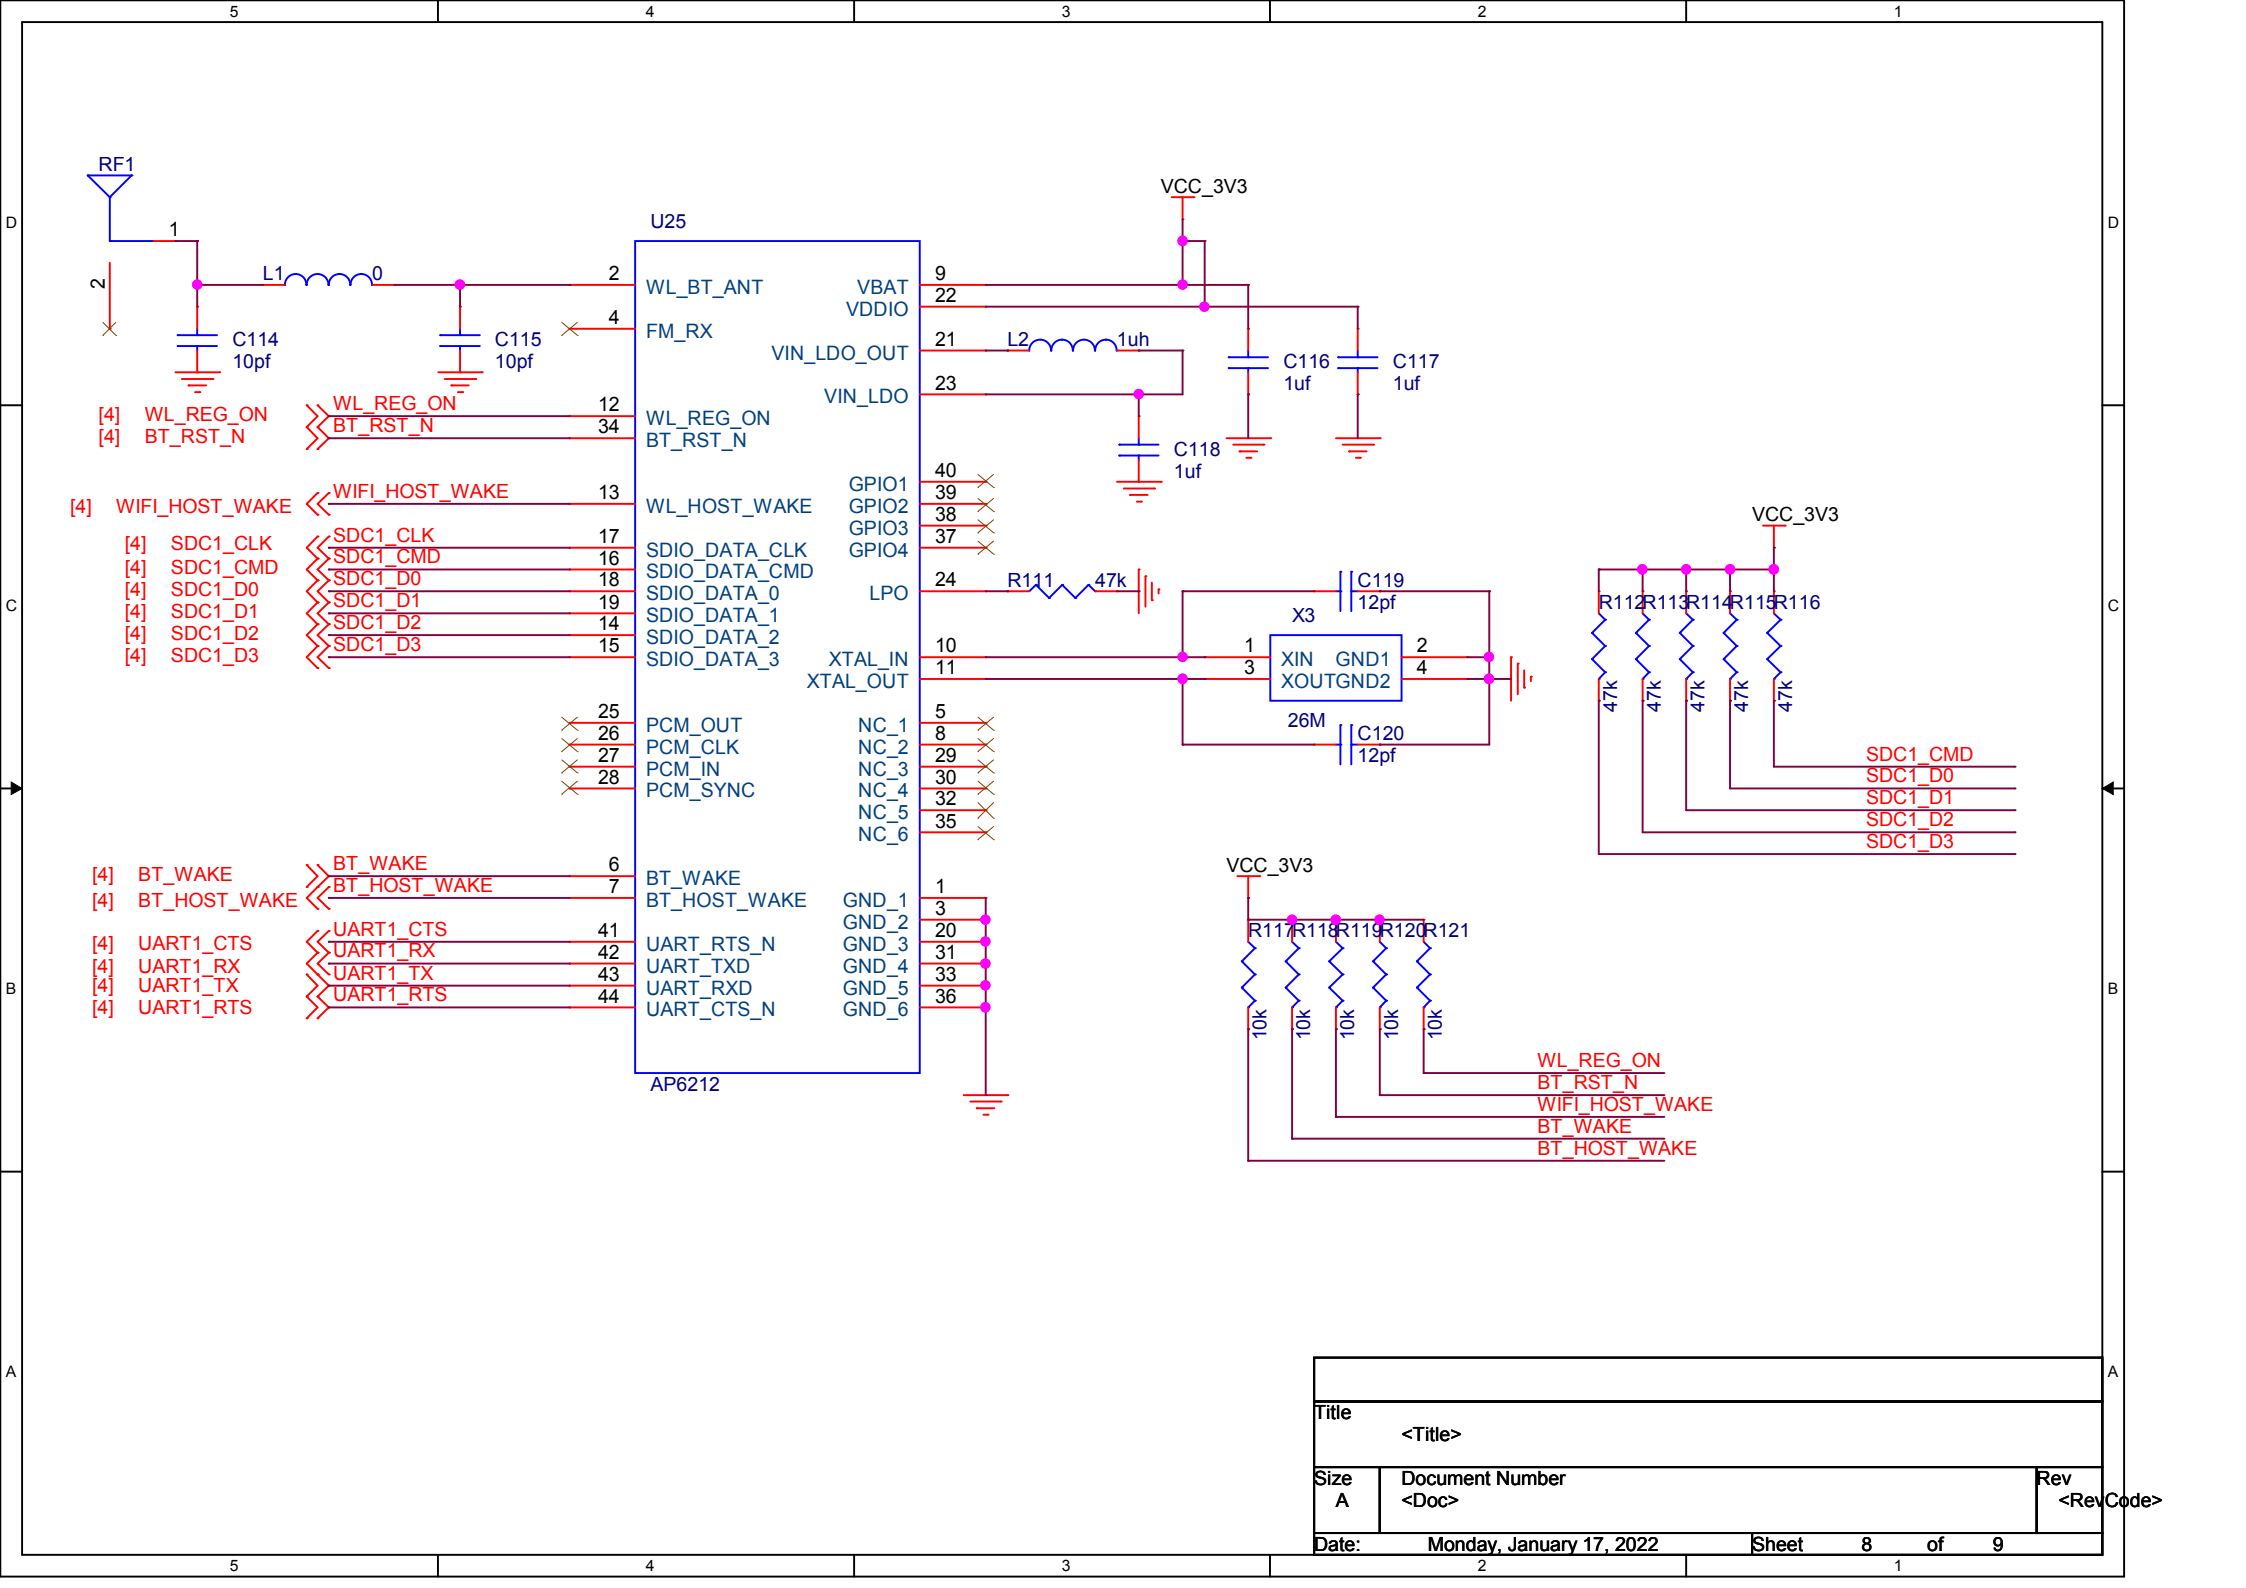 5 4 3 2 1
D D
C C
B B
A A
RF1
1
2
L1 0
C114
10pf
C115
10pf
U25
AP6212
2 WL_BT_ANT
4 FM_RX
[4] WL_REG_ON WL_REG_ON 12 WL_REG_ON
[4] BT_RST_N BT_RST_N 34 BT_RST_N
[4] WIFI_HOST_WAKE WIFI_HOST_WAKE 13 WL_HOST_WAKE
[4] SDC1_CLK SDC1_CLK 17 SDIO_DATA_CLK
[4] SDC1_CMD SDC1_CMD 16 SDIO_DATA_CMD
[4] SDC1_D0 SDC1_D0 18 SDIO_DATA_0
[4] SDC1_D1 SDC1_D1 19 SDIO_DATA_1
[4] SDC1_D2 SDC1_D2 14 SDIO_DATA_2
[4] SDC1_D3 SDC1_D3 15 SDIO_DATA_3
25 PCM_OUT
26 PCM_CLK
27 PCM_IN
28 PCM_SYNC
[4] BT_WAKE BT_WAKE 6 BT_WAKE
[4] BT_HOST_WAKE BT_HOST_WAKE 7 BT_HOST_WAKE
[4] UART1_CTS UART1_CTS 41 UART_RTS_N
[4] UART1_RX UART1_RX 42 UART_TXD
[4] UART1_TX UART1_TX 43 UART_RXD
[4] UART1_RTS UART1_RTS 44 UART_CTS_N
VBAT 9
VDDIO 22
VIN_LDO_OUT 21
VIN_LDO 23
GPIO1 40
GPIO2 39
GPIO3 38
GPIO4 37
LPO 24
XTAL_IN 10
XTAL_OUT 11
NC_1 5
NC_2 8
NC_3 29
NC_4 30
NC_5 32
NC_6 35
GND_1 1
GND_2 3
GND_3 20
GND_4 31
GND_5 33
GND_6 36
VCC_3V3
L2 1uh
C116
1uf
C117
1uf
C118
1uf
R111 47k
C119
12pf
X3
1 XIN GND1 2
3 XOUT GND2 4
26M
C120
12pf
VCC_3V3
R112 R113 R114 R115 R116
47k 47k 47k 47k 47k
SDC1_CMD
SDC1_D0
SDC1_D1
SDC1_D2
SDC1_D3
VCC_3V3
R117 R118 R119 R120 R121
10k 10k 10k 10k 10k
WL_REG_ON
BT_RST_N
WIFI_HOST_WAKE
BT_WAKE
BT_HOST_WAKE
Title
<Title>
Size Document Number Rev
A <Doc> <RevCode>
Date: Monday, January 17, 2022 Sheet 8 of 9
5 4 3 2 1